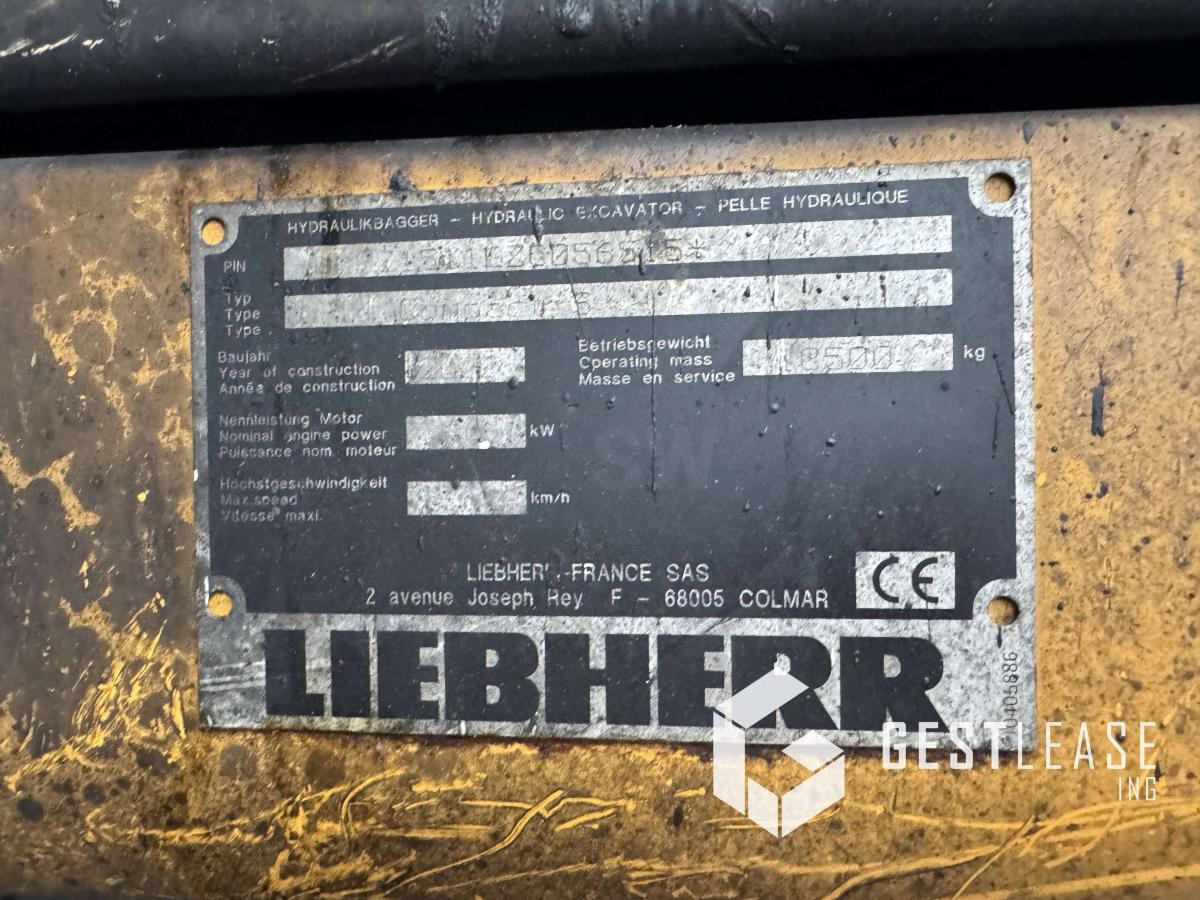 HYDRAULIKBAGGER - HYDRAULIC EXCAVATOR - PELLE HYDRAULIQUE
PIN
Typ
Type
Type
Baujahr
Year of construction
Année de construction
Betriebsgewicht
Operating mass
Masse en service
kg
Nennleistung Motor
Nominal engine power
Puissance nom moteur
kW
Höchstgeschwindigkeit
Max.speed
Vitesse maxi.
km/h
LIEBHERR-FRANCE SAS
2 avenue Joseph Rey F - 68005 COLMAR
CE
LIEBHERR
GESTLEASE
ING